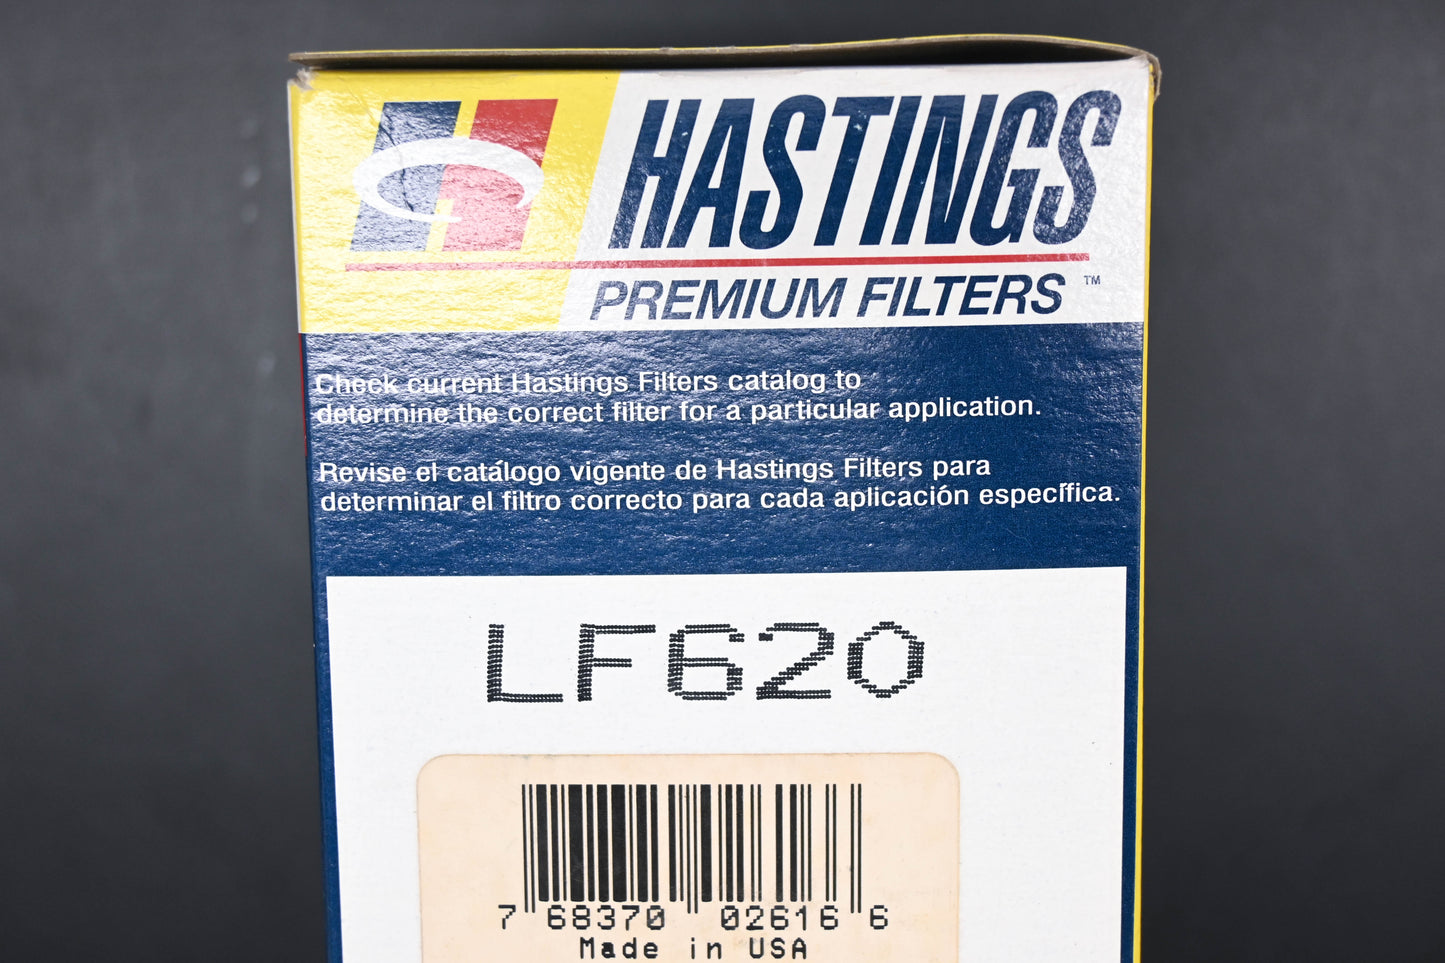 HASTINGS
PREMIUM FILTERS ™
Check current Hastings Filters catalog to
determine the correct filter for a particular application.
Revise el catálogo vigente de Hastings Filters para
determinar el filtro correcto para cada aplicación específica.
LF620
7 68370 02616 6
Made in USA